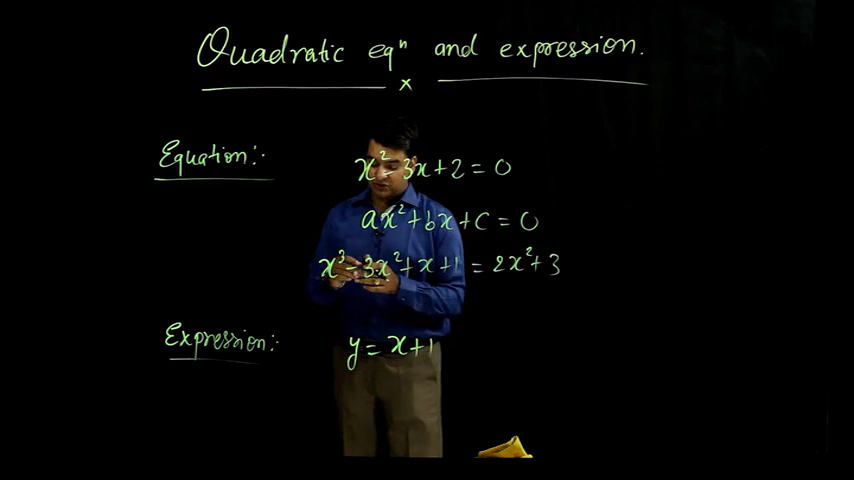 Quadratic eqⁿ and expression.
x
Equation:-
x² - 3x + 2 = 0
ax² + bx + c = 0
x³ - 3x² + x + 1 = 2x² + 3
Expression:-
y = x + 1